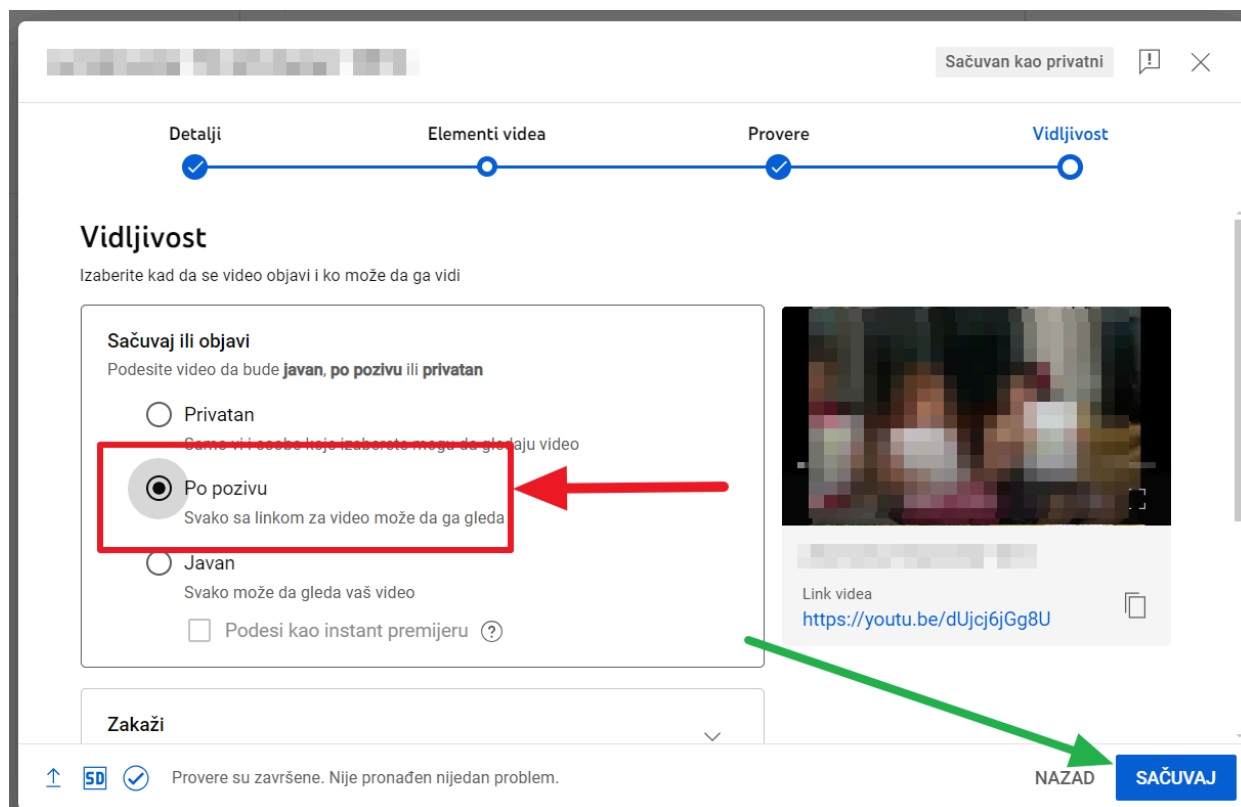 Sačuvan kao privatni
Detalji
Elementi videa
Provere
Vidljivost
Vidljivost
Izaberite kad da se video objavi i ko može da ga vidi
Sačuvaj ili objavi
Podesite video da bude javan, po pozivu ili privatan
Privatan
Samo vi i osobe koje izaberete mogu da gledaju video
Po pozivu
Svako sa linkom za video može da ga gleda
Javan
Svako može da gleda vaš video
Podesi kao instant premijeru
Link videa
https://youtu.be/dUjcj6jGg8U
Zakaži
SD
Provere su završene. Nije pronađen nijedan problem.
NAZAD
SAČUVAJ